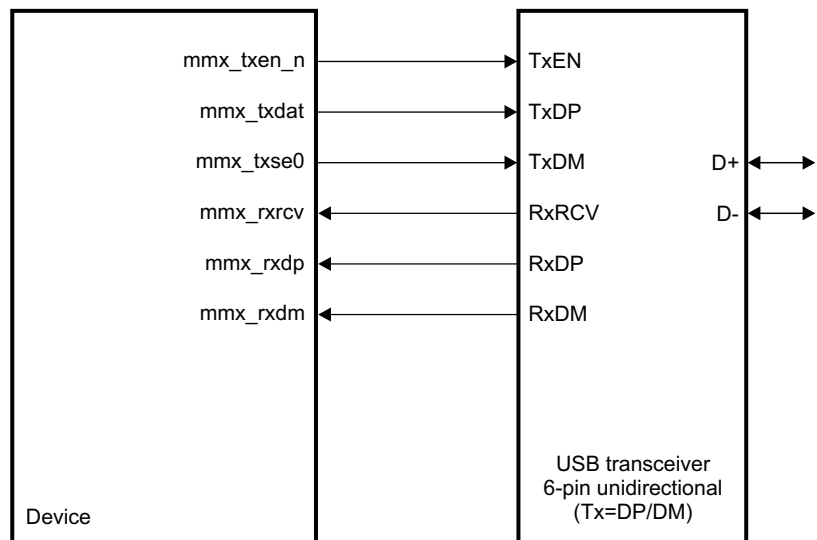 mmx_txen_n TxEN
mmx_txdat TxDP
mmx_txse0 TxDM D+
mmx_rxrcv RxRCV D-
mmx_rxdp RxDP
mmx_rxdm RxDM
USB transceiver
6-pin unidirectional
(Tx=DP/DM)
Device